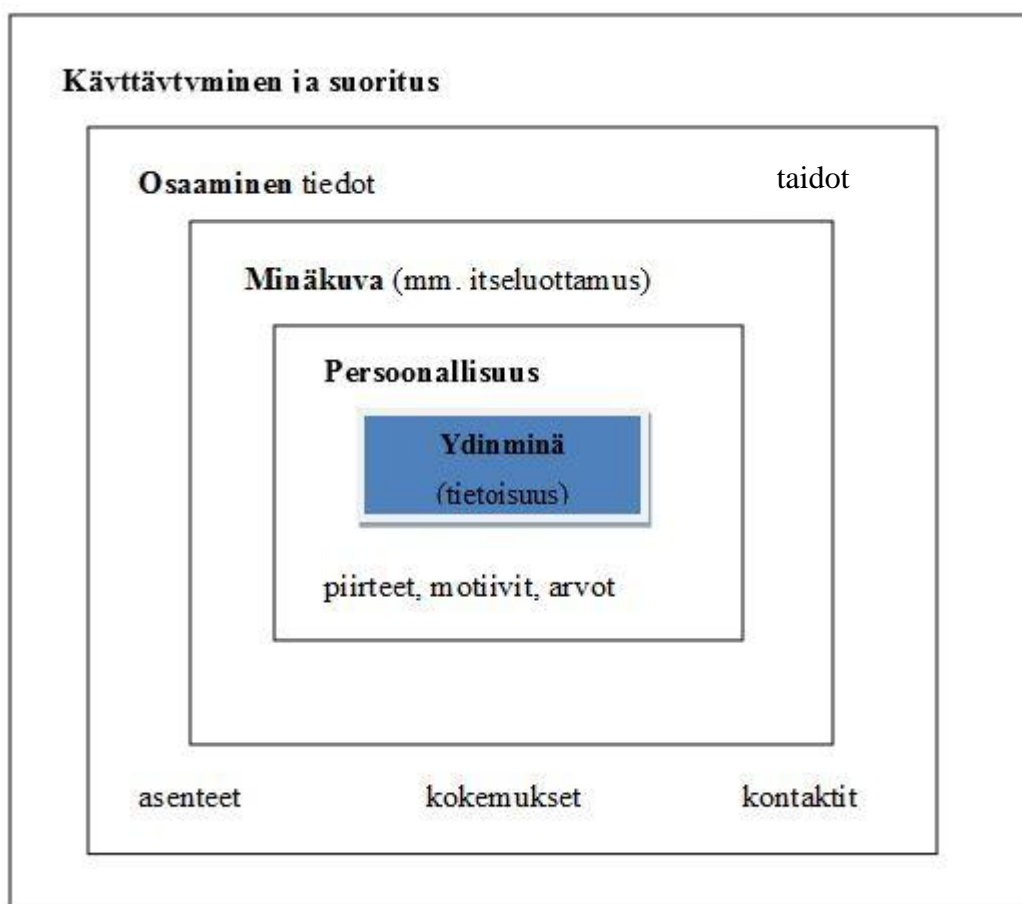 Käyttäytyminen ja suoritus
Osaaminen tiedot taidot
Minäkuva (mm. itseluottamus)
Persoonallisuus
Ydinminä
(tietoisuus)
piirteet, motiivit, arvot
asenteet kokemukset kontaktit